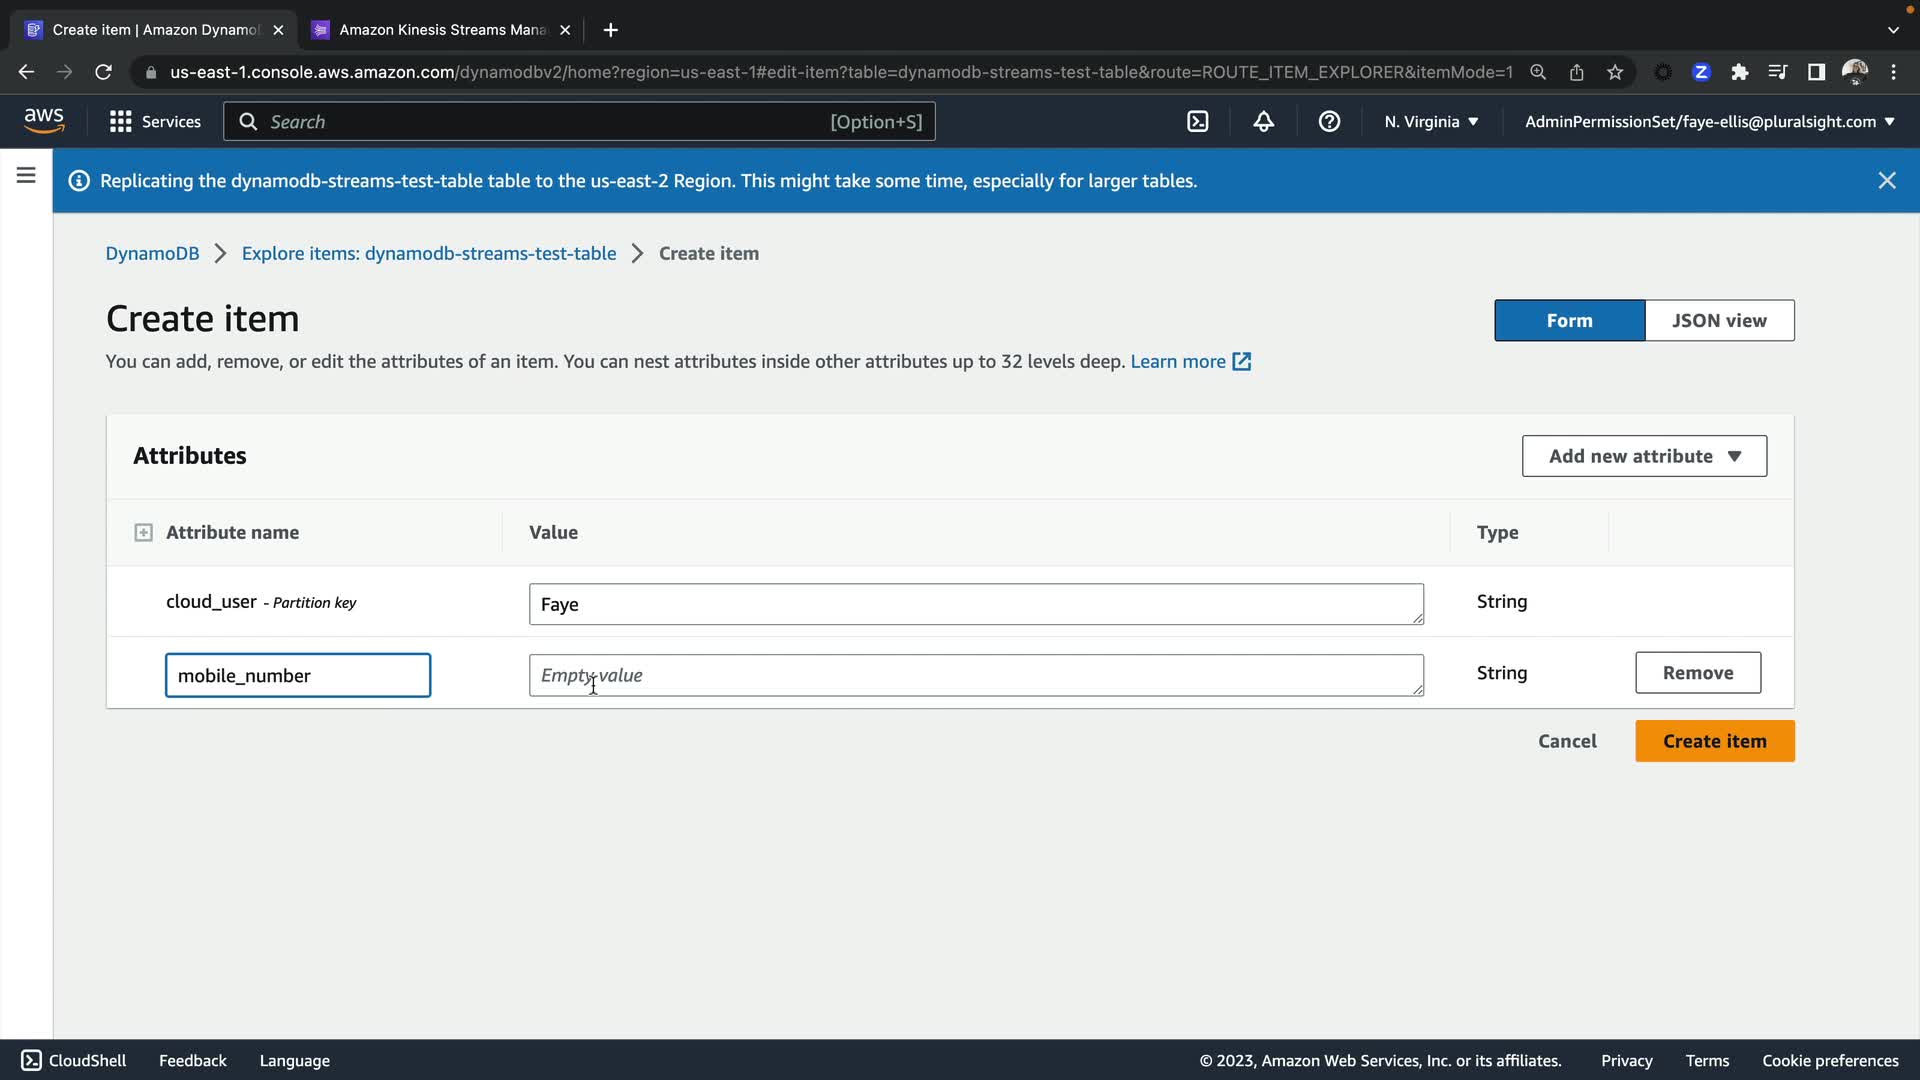 Create item | Amazon Dynamo
Amazon Kinesis Streams Mana
us-east-1.console.aws.amazon.com/dynamodbv2/home?region=us-east-1#edit-item?table=dynamodb-streams-test-table&route=ROUTE_ITEM_EXPLORER&itemMode=1
Z
aws
Services
Search
[Option+S]
N. Virginia
AdminPermissionSet/faye-ellis@pluralsight.com
Replicating the dynamodb-streams-test-table table to the us-east-2 Region. This might take some time, especially for larger tables.
DynamoDB
Explore items: dynamodb-streams-test-table
Create item
Create item
Form
JSON view
You can add, remove, or edit the attributes of an item. You can nest attributes inside other attributes up to 32 levels deep. Learn more
Attributes
Add new attribute
Attribute name
Value
Type
cloud_user - Partition key
Faye
String
mobile_number
Empty value
String
Remove
Cancel
Create item
CloudShell
Feedback
Language
© 2023, Amazon Web Services, Inc. or its affiliates.
Privacy
Terms
Cookie preferences